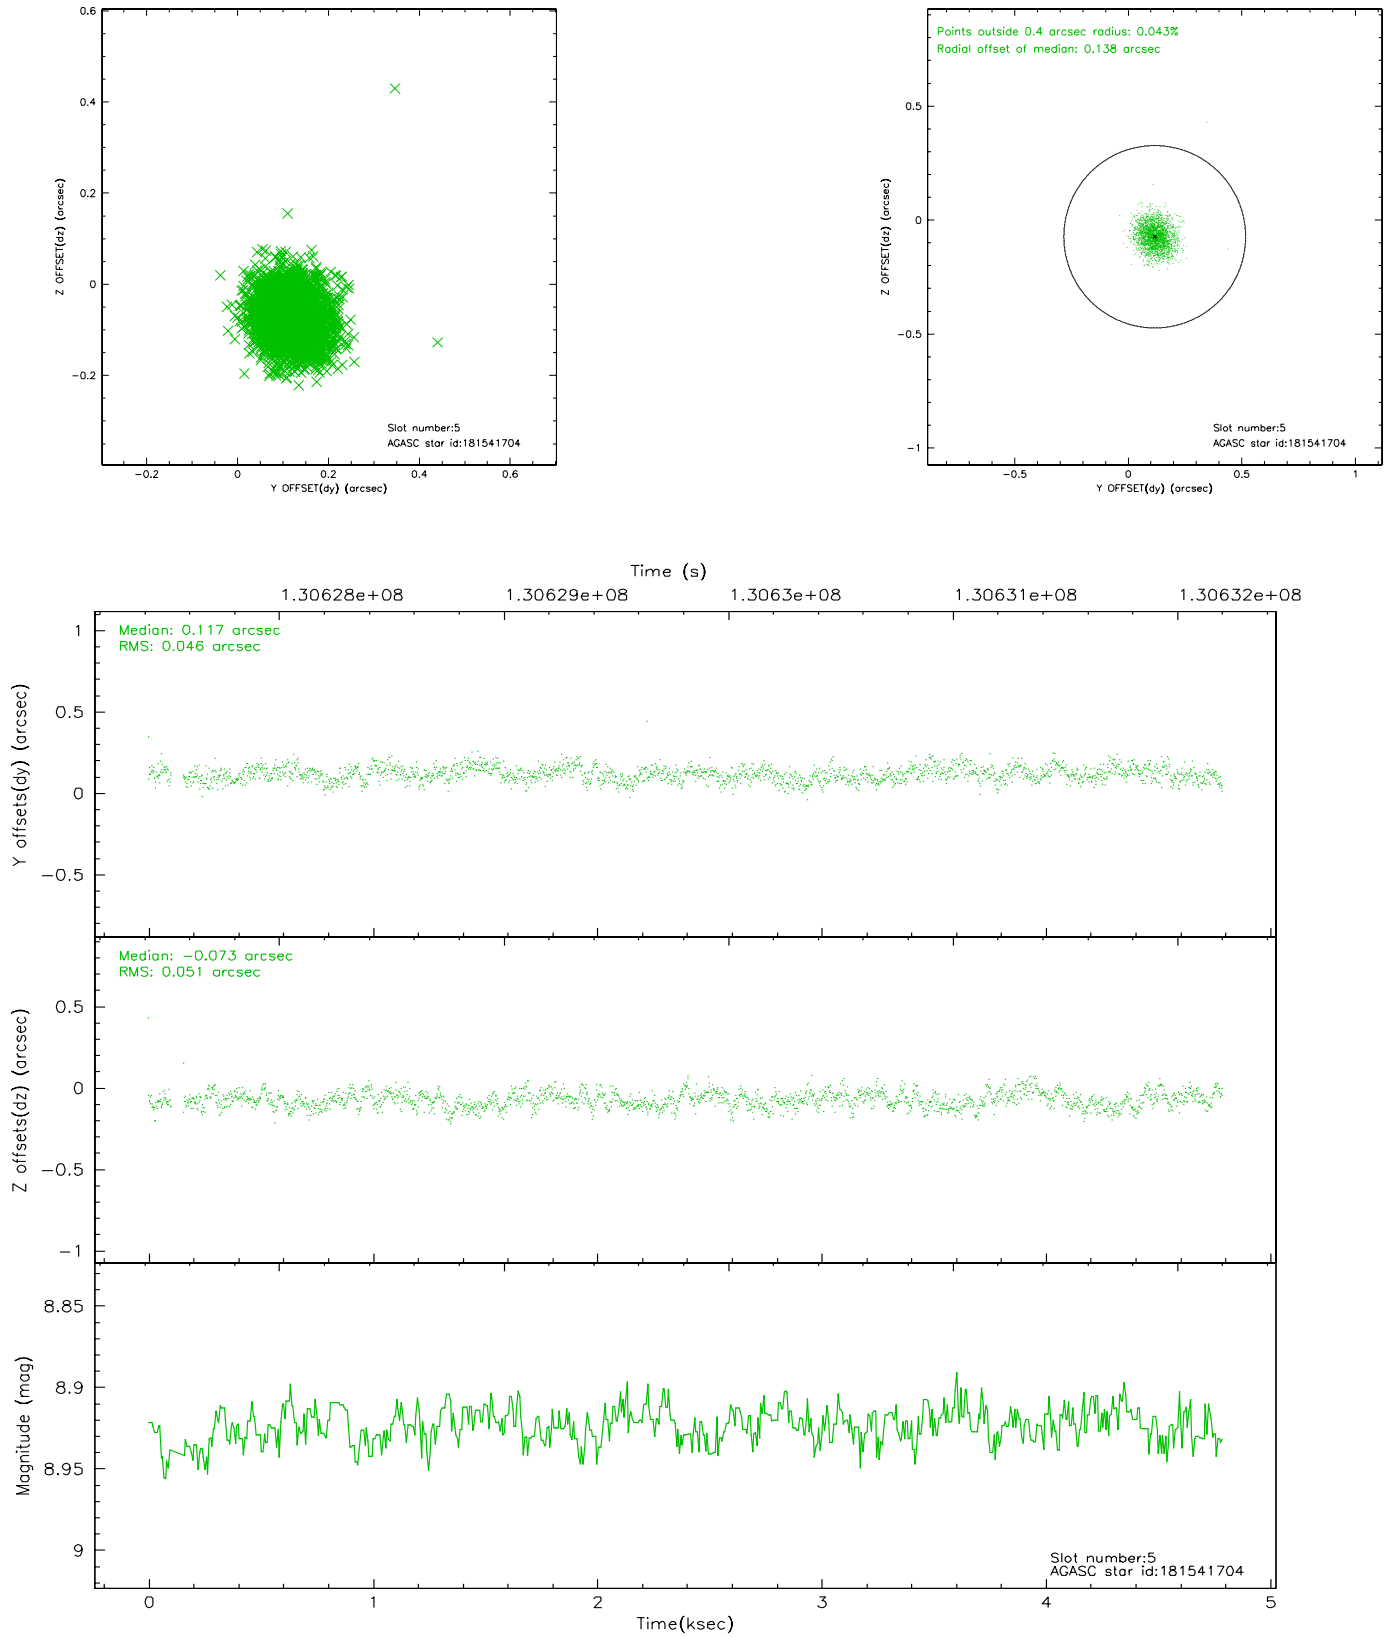 0.6
0.4
0.2
0
−0.2
Z OFFSET(dz) (arcsec)
−0.2 0 0.2 0.4 0.6
Y OFFSET(dy) (arcsec)
Slot number:5
AGASC star id:181541704
Points outside 0.4 arcsec radius: 0.043%
Radial offset of median: 0.138 arcsec
0.5
0
−0.5
−1
Z OFFSET(dz) (arcsec)
−0.5 0 0.5 1
Y OFFSET(dy) (arcsec)
Slot number:5
AGASC star id:181541704
Time (s)
1.30628e+08 1.30629e+08 1.3063e+08 1.30631e+08 1.30632e+08
Median: 0.117 arcsec
RMS: 0.046 arcsec
1
0.5
0
−0.5
Y offsets(dy) (arcsec)
Median: −0.073 arcsec
RMS: 0.051 arcsec
0.5
0
−0.5
−1
Z offsets(dz) (arcsec)
8.85
8.9
8.95
9
Magnitude (mag)
Slot number:5
AGASC star id:181541704
0 1 2 3 4 5
Time(ksec)